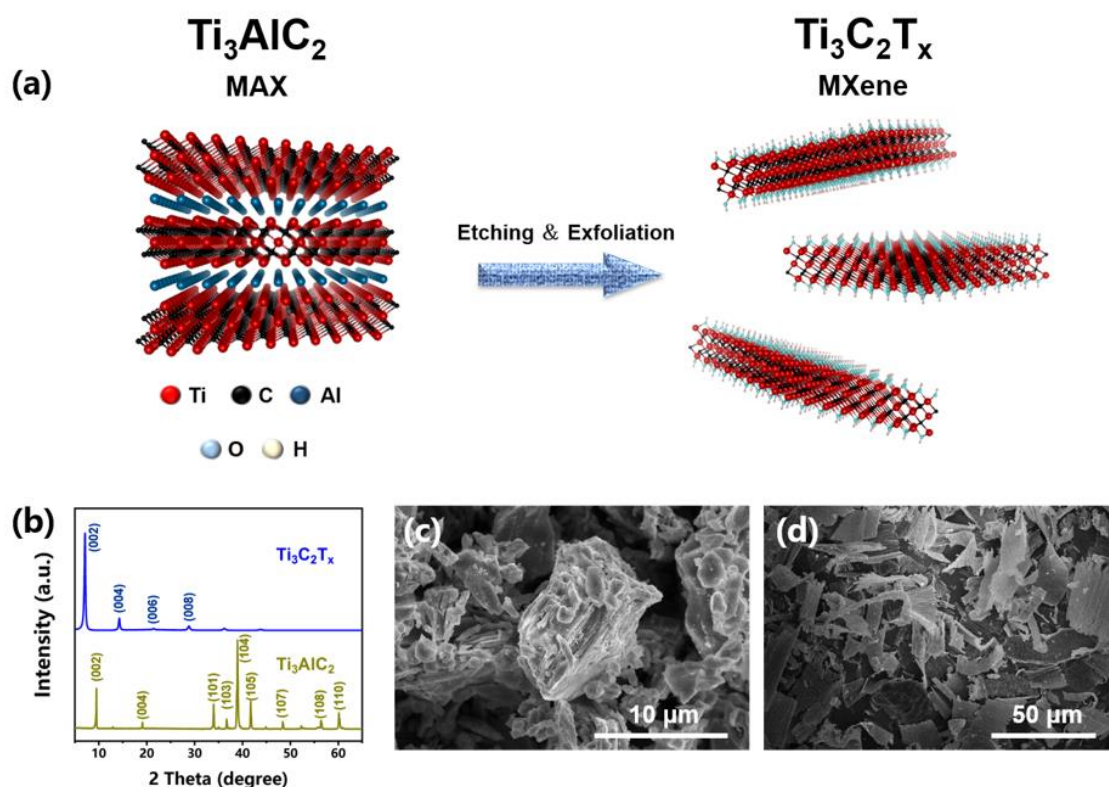 Ti₃AlC₂
MAX
Ti₃C₂Tₓ
MXene
(a)
Etching & Exfoliation
Ti C Al
O H
(b)
Intensity (a.u.)
(002)
(004)
(006)
(008)
Ti₃C₂Tₓ
(002)
(004)
(101)
(103)
(104)
(105)
(107)
(108)
(110)
Ti₃AlC₂
10 20 30 40 50 60
2 Theta (degree)
(c)
10 μm
(d)
50 μm